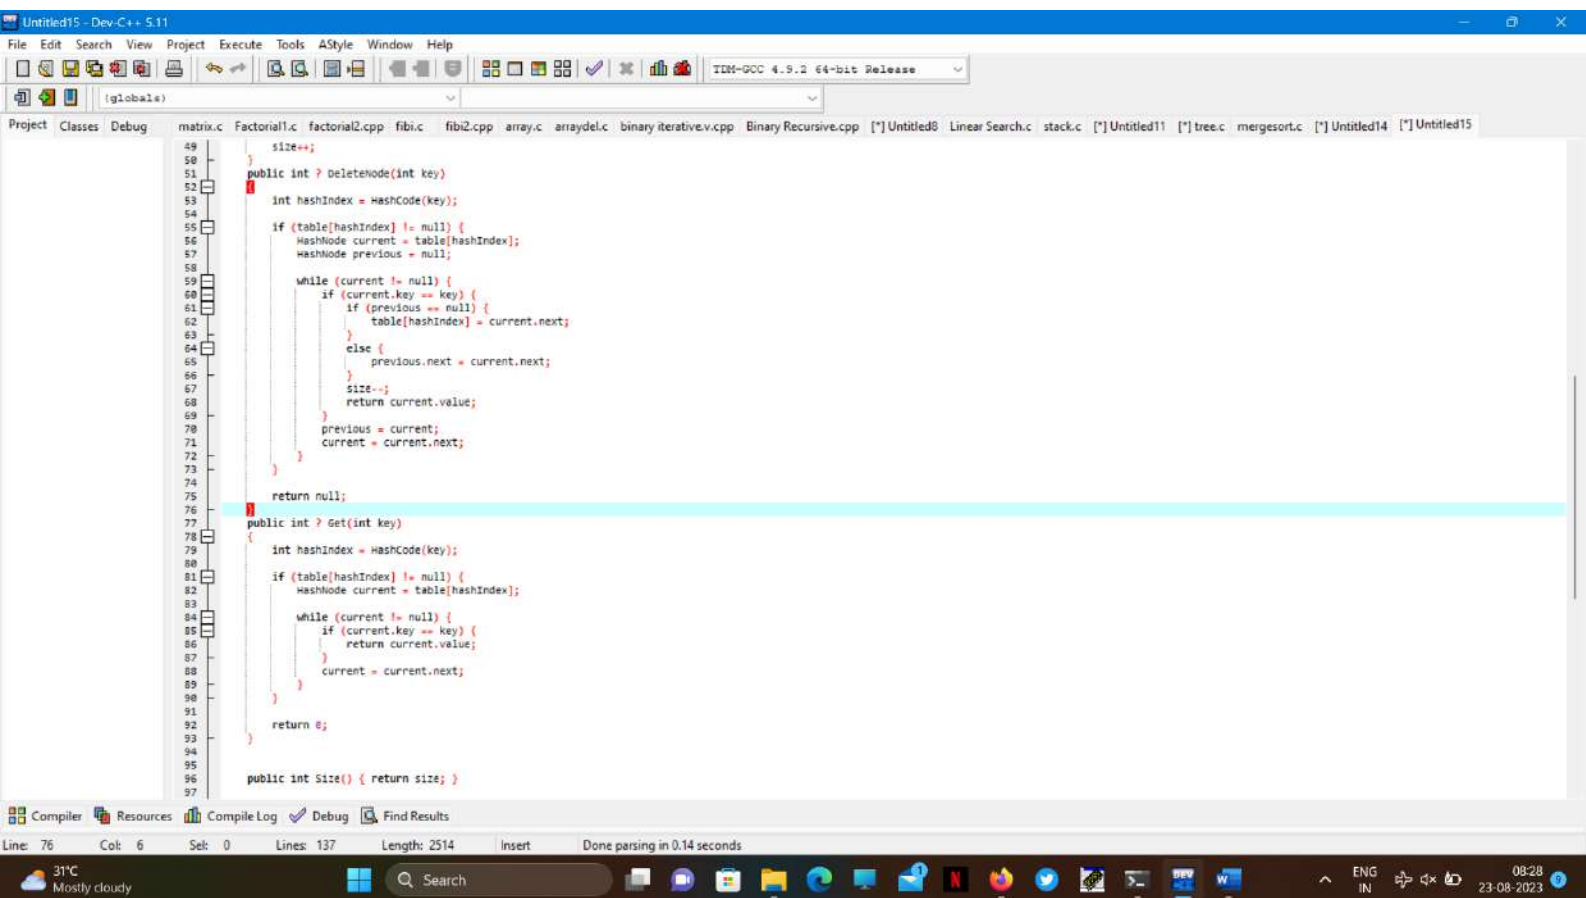 Untitled15 - Dev-C++ 5.11
File Edit Search View Project Execute Tools AStyle Window Help
TDM-GCC 4.9.2 64-bit Release
(globals)
Project Classes Debug matrix.c Factorial1.c factorial2.cpp fibi.c fibi2.cpp array.c arraydel.c binary iterative.v.cpp Binary Recursive.cpp [*] Untitled8 Linear Search.c stack.c [*] Untitled11 [*] tree.c mergesort.c [*] Untitled14 [*] Untitled15
49 size++;
50 }
51 public int ? DeleteNode(int key)
52 {
53 int hashIndex = HashCode(key);
54
55 if (table[hashIndex] != null) {
56 HashNode current = table[hashIndex];
57 HashNode previous = null;
58
59 while (current != null) {
60 if (current.key == key) {
61 if (previous == null) {
62 table[hashIndex] = current.next;
63 }
64 else {
65 previous.next = current.next;
66 }
67 size--;
68 return current.value;
69 }
70 previous = current;
71 current = current.next;
72 }
73 }
74
75 return null;
76 }
77 public int ? Get(int key)
78 {
79 int hashIndex = HashCode(key);
80
81 if (table[hashIndex] != null) {
82 HashNode current = table[hashIndex];
83
84 while (current != null) {
85 if (current.key == key) {
86 return current.value;
87 }
88 current = current.next;
89 }
90 }
91
92 return 0;
93 }
94
95
96 public int Size() { return size; }
97
Compiler Resources Compile Log Debug Find Results
Line: 76 Col: 6 Sel: 0 Lines: 137 Length: 2514 Insert Done parsing in 0.14 seconds
31°C
Mostly cloudy
Search
1
N
DEV
W
ENG
IN
08:28
23-08-2023
9